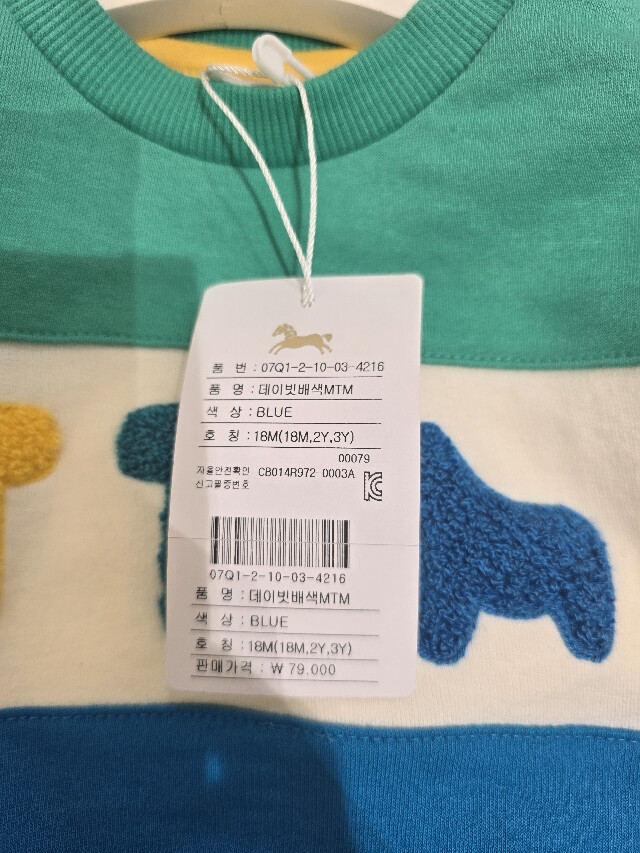 품 번 : 07Q1-2-10-03-4216
품 명 : 데이빗배색MTM
색 상 : BLUE
호 칭 : 18M(18M,2Y,3Y)
00079
자율안전확인 CB014R972-D003A
신고필증번호
07Q1-2-10-03-4216
품 명 : 데이빗배색MTM
색 상 : BLUE
호 칭 : 18M(18M,2Y,3Y)
판매가격 : ₩ 79,000